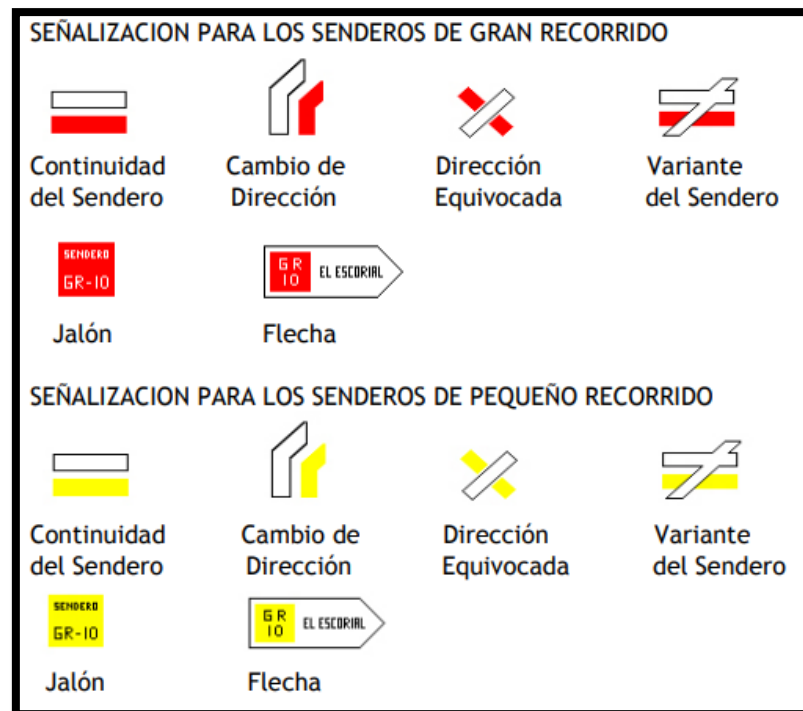 SEÑALIZACION PARA LOS SENDEROS DE GRAN RECORRIDO
Continuidad
del Sendero
Cambio de
Dirección
Dirección
Equivocada
Variante
del Sendero
SENDERO
GR-10
Jalón
GR
10
EL ESCORIAL
Flecha
SEÑALIZACION PARA LOS SENDEROS DE PEQUEÑO RECORRIDO
Continuidad
del Sendero
Cambio de
Dirección
Dirección
Equivocada
Variante
del Sendero
SENDERO
GR-10
Jalón
GR
10
EL ESCORIAL
Flecha